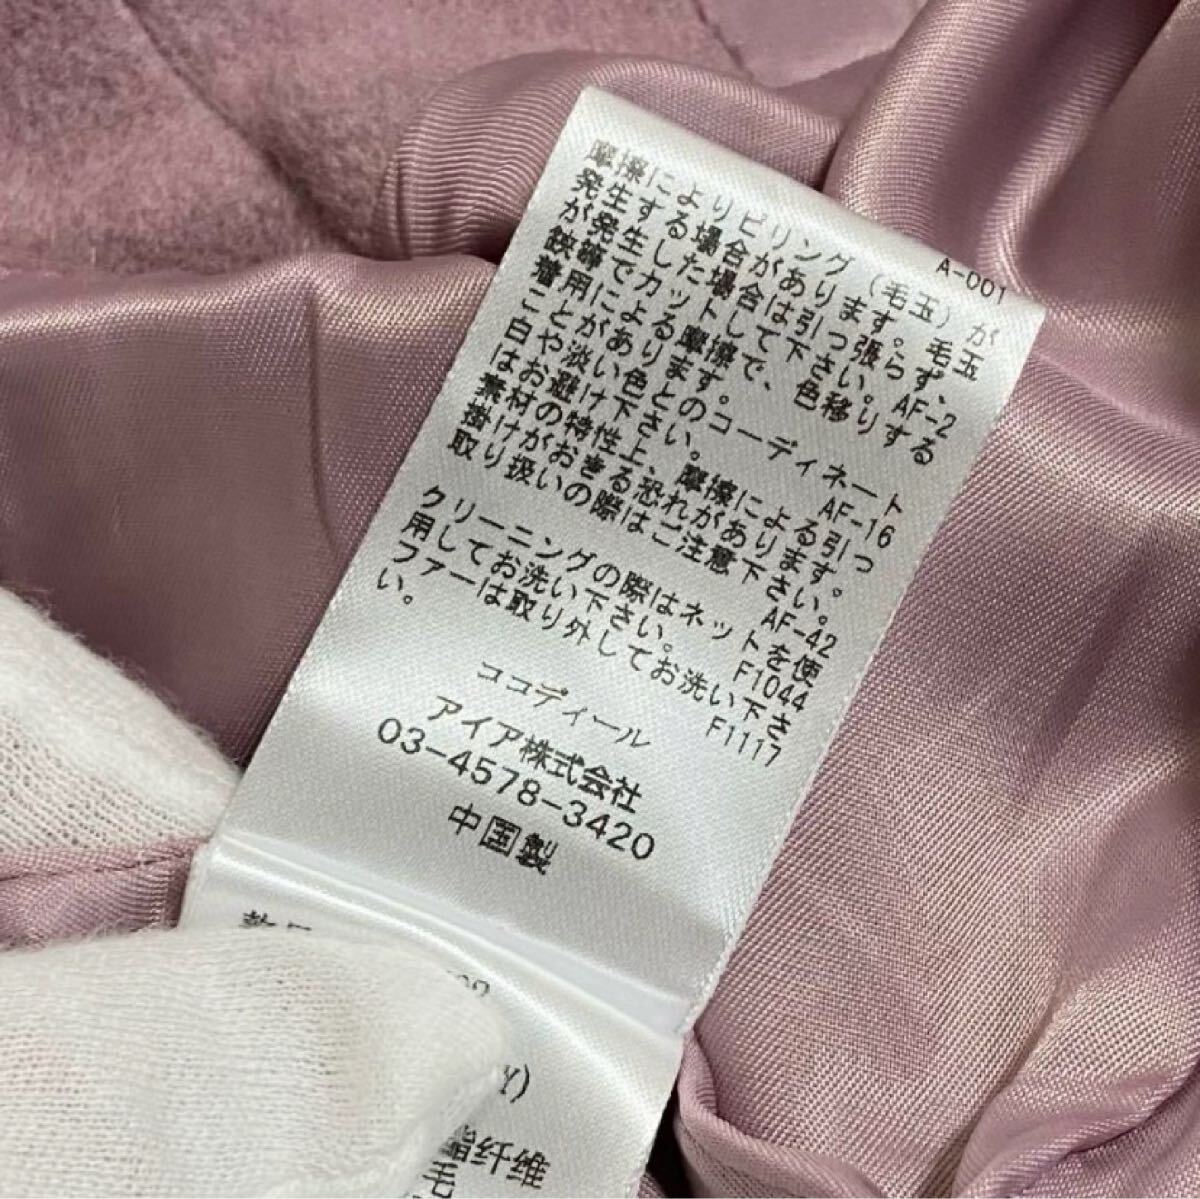 A-001
摩擦によりピリング(毛玉)が
発生する場合があります。毛玉
が発生した場合は引っ張らず、
鋏等でカットして下さい。AF-2
着用による摩擦で、色移りする
ことがあります。
白や淡い色とのコーディネート
はお避け下さい。 AF-16
素材の特性上、摩擦による引っ
掛けがおきる恐れがあります。
取り扱いの際はご注意下さい。
AF-42
クリーニングの際はネットを使
用してお洗い下さい。 F1044
ファーは取り外してお洗い下さ
い。 F1117
ココディール
アイア株式会社
03-4578-3420
中国製
Y)
纤维
毛